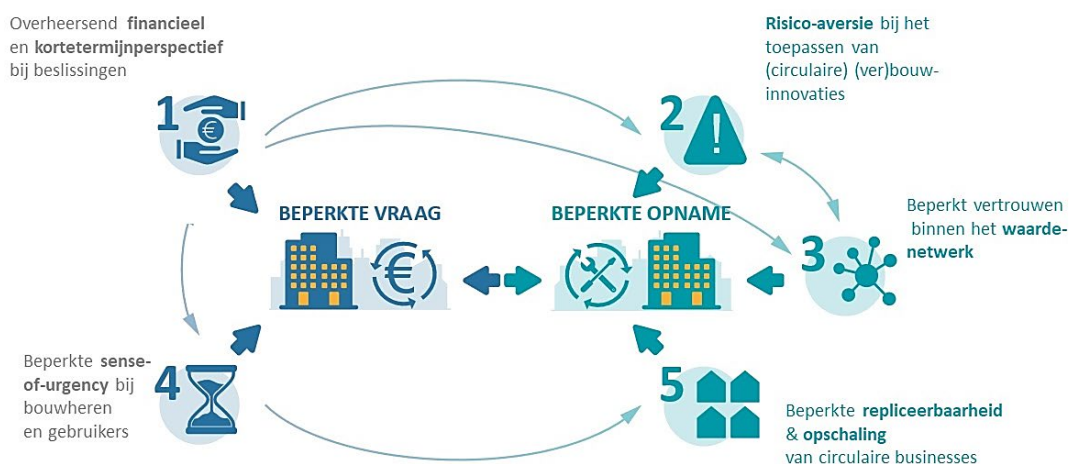 Overheersend financieel
en kortetermijnperspectief
bij beslissingen
1
€
Risico-aversie bij het
toepassen van
(circulaire) (ver)bouw-
innovaties
2
!
BEPERKTE VRAAG
€
BEPERKTE OPNAME
Beperkt vertrouwen
binnen het waarde-
netwerk
3
Beperkte sense-
of-urgency bij
bouwheren
en gebruikers
4
5
Beperkte repliceerbaarheid
& opschaling
van circulaire businesses